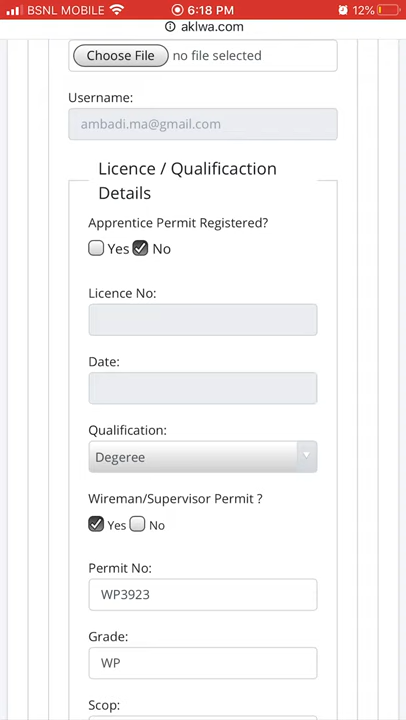 BSNL MOBILE 6:18 PM 12%
aklwa.com
Choose File no file selected
Username:
ambadi.ma@gmail.com
Licence / Qualificaction
Details
Apprentice Permit Registered?
Yes No
Licence No:
Date:
Qualification:
Degeree
Wireman/Supervisor Permit ?
Yes No
Permit No:
WP3923
Grade:
WP
Scop: